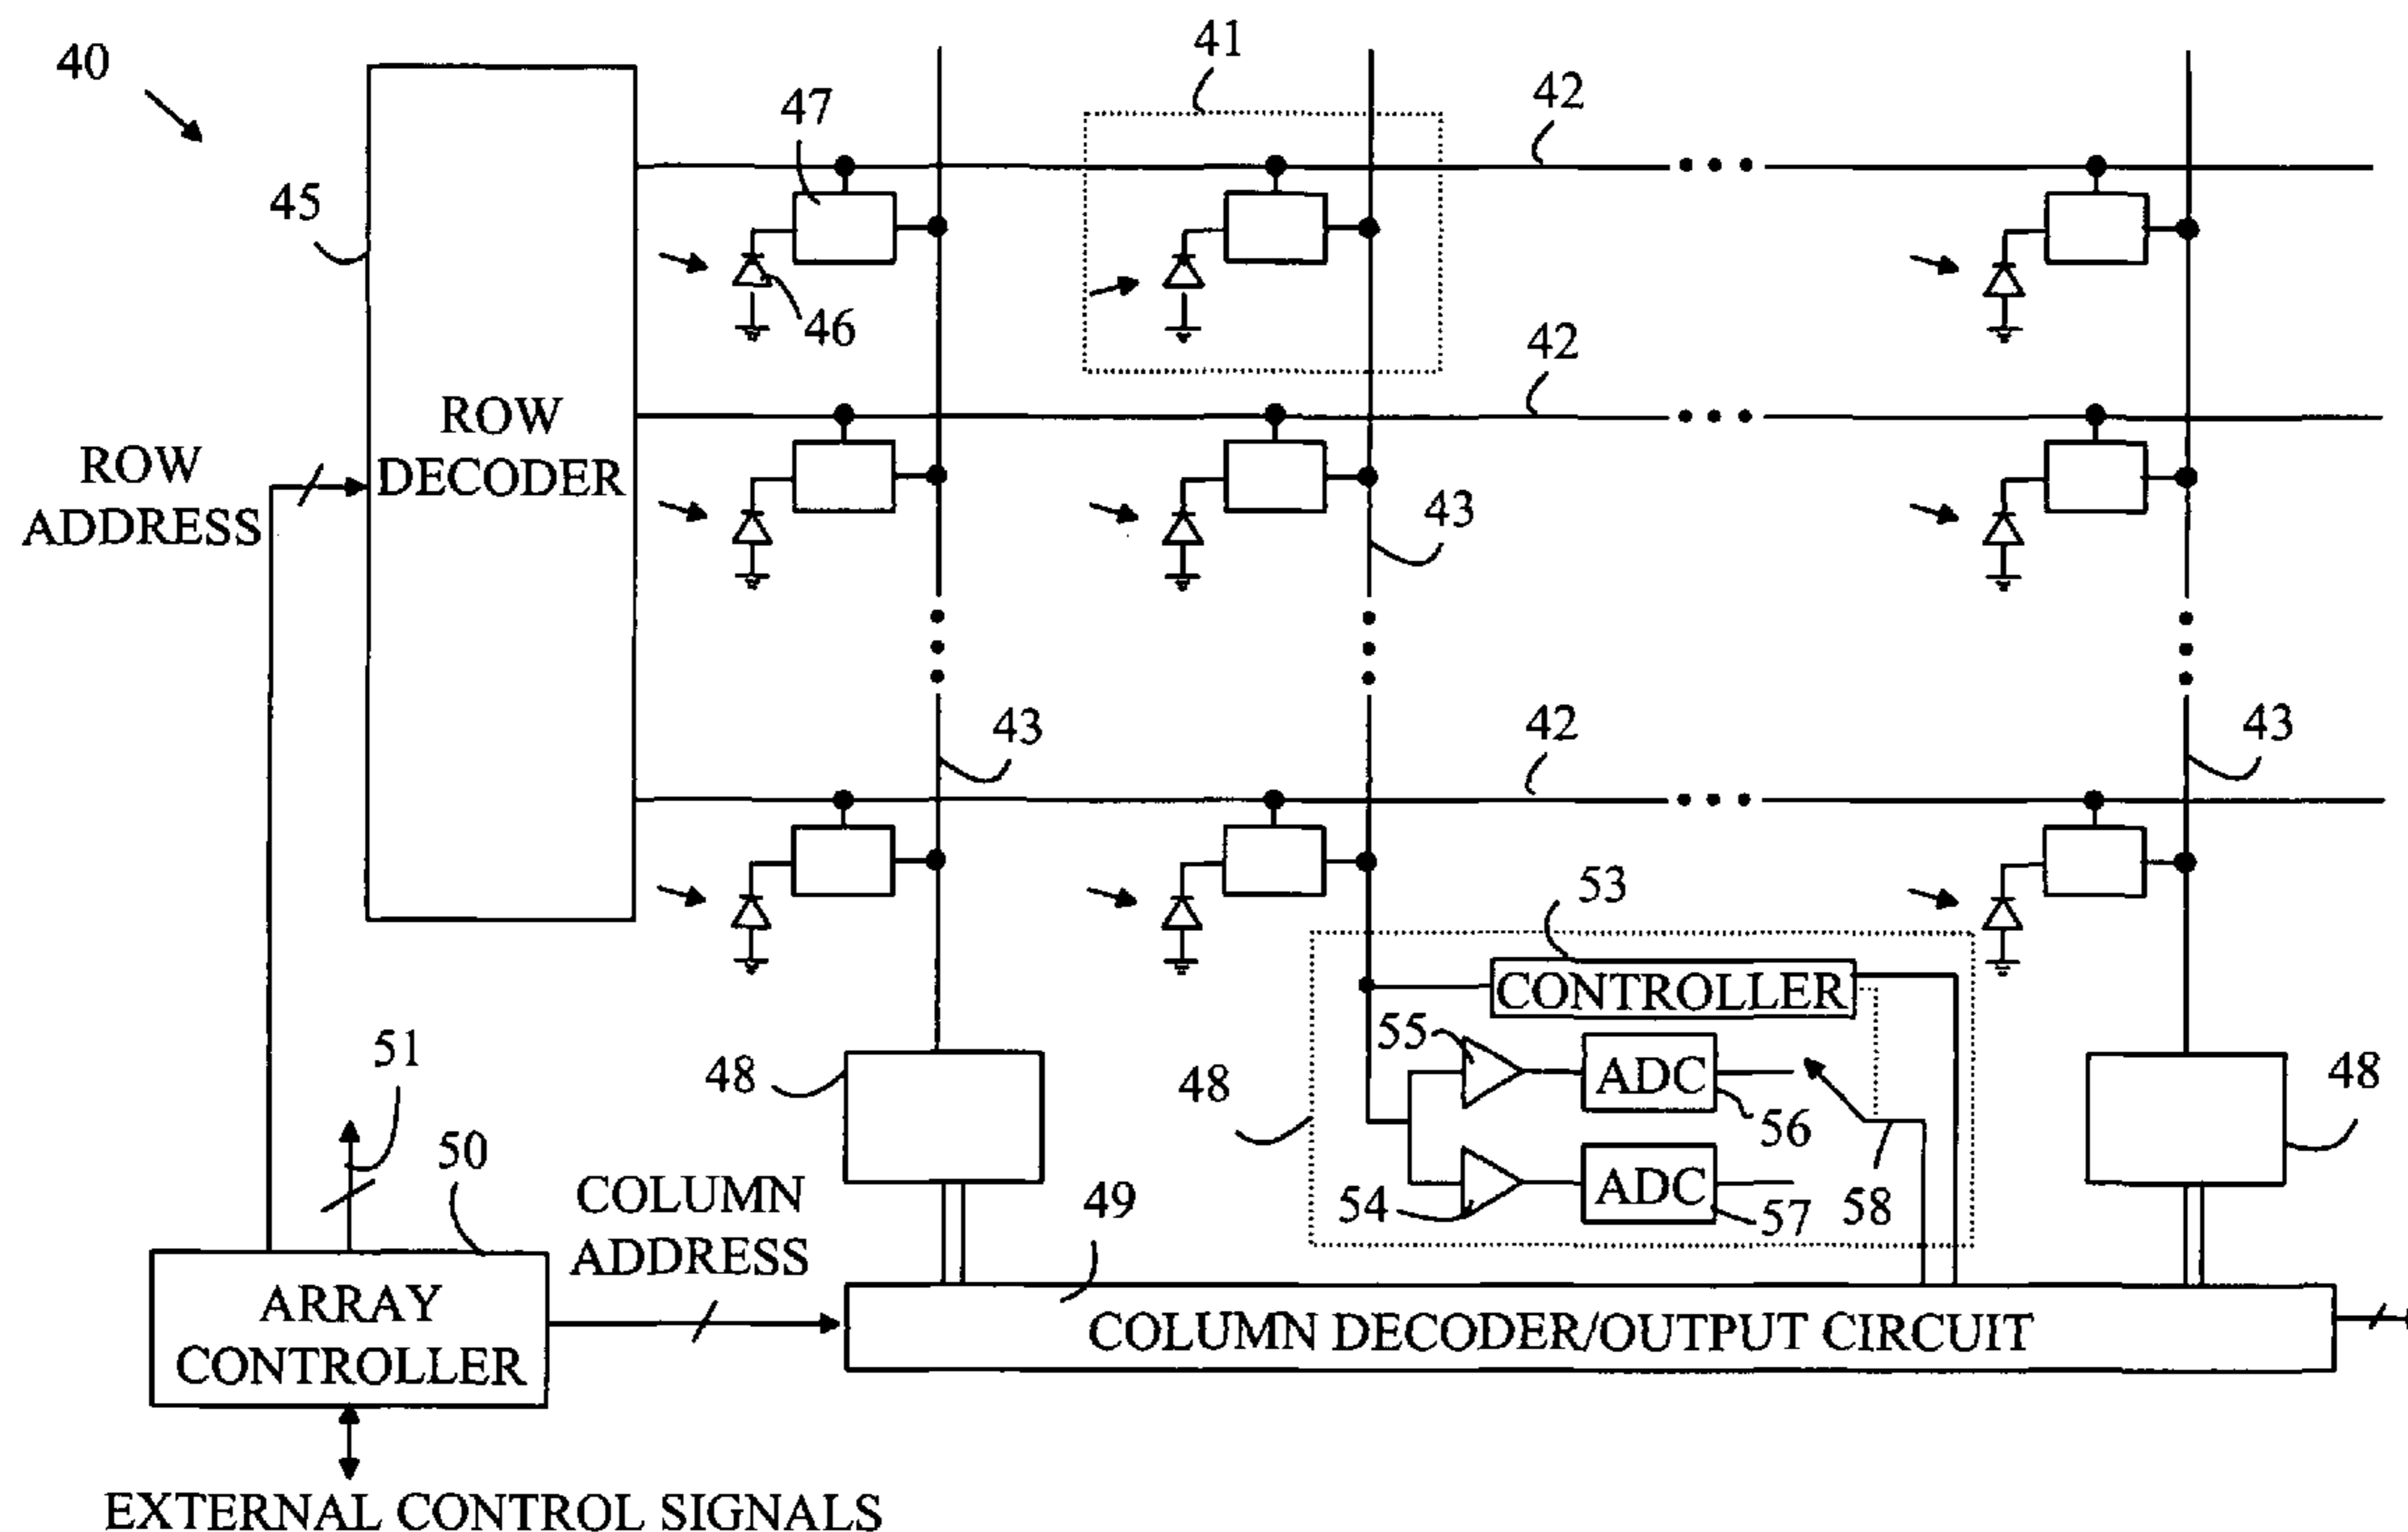 40
41
42
47
45
46
42
ROW
DECODER
ROW
ADDRESS
43
43
42
43
53
CONTROLLER
55
ADC
56
48
48
48
54
ADC
57
58
51
50
COLUMN
ADDRESS
49
ARRAY
CONTROLLER
COLUMN DECODER/OUTPUT CIRCUIT
EXTERNAL CONTROL SIGNALS